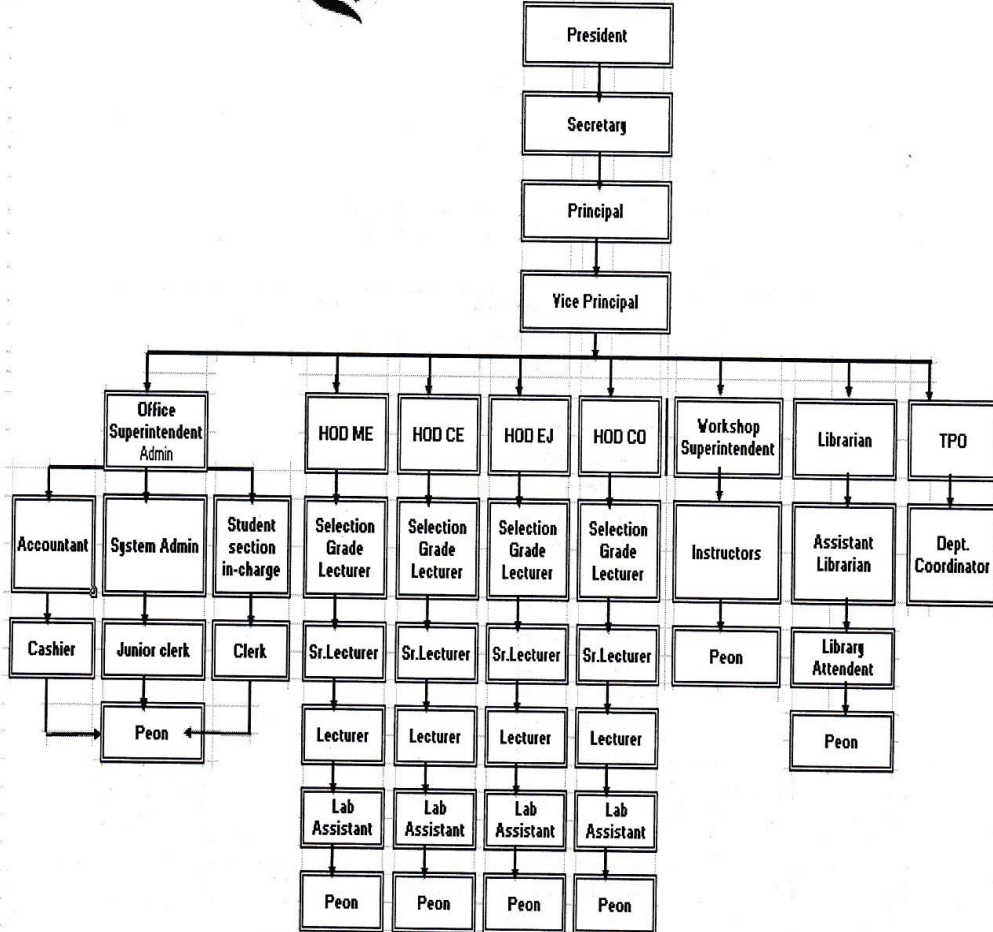 President
Secretary
Principal
Vice Principal
Office
Superintendent
Admin
HOD ME
HOD CE
HOD EJ
HOD CO
Workshop
Superintendent
Librarian
TPO
Accountant
System Admin
Student
section
in-charge
Selection
Grade
Lecturer
Selection
Grade
Lecturer
Selection
Grade
Lecturer
Selection
Grade
Lecturer
Instructors
Assistant
Librarian
Dept.
Coordinator
Cashier
Junior clerk
Clerk
Sr.Lecturer
Sr.Lecturer
Sr.Lecturer
Sr.Lecturer
Peon
Library
Attendent
Peon
Lecturer
Lecturer
Lecturer
Lecturer
Peon
Lab
Assistant
Lab
Assistant
Lab
Assistant
Lab
Assistant
Peon
Peon
Peon
Peon